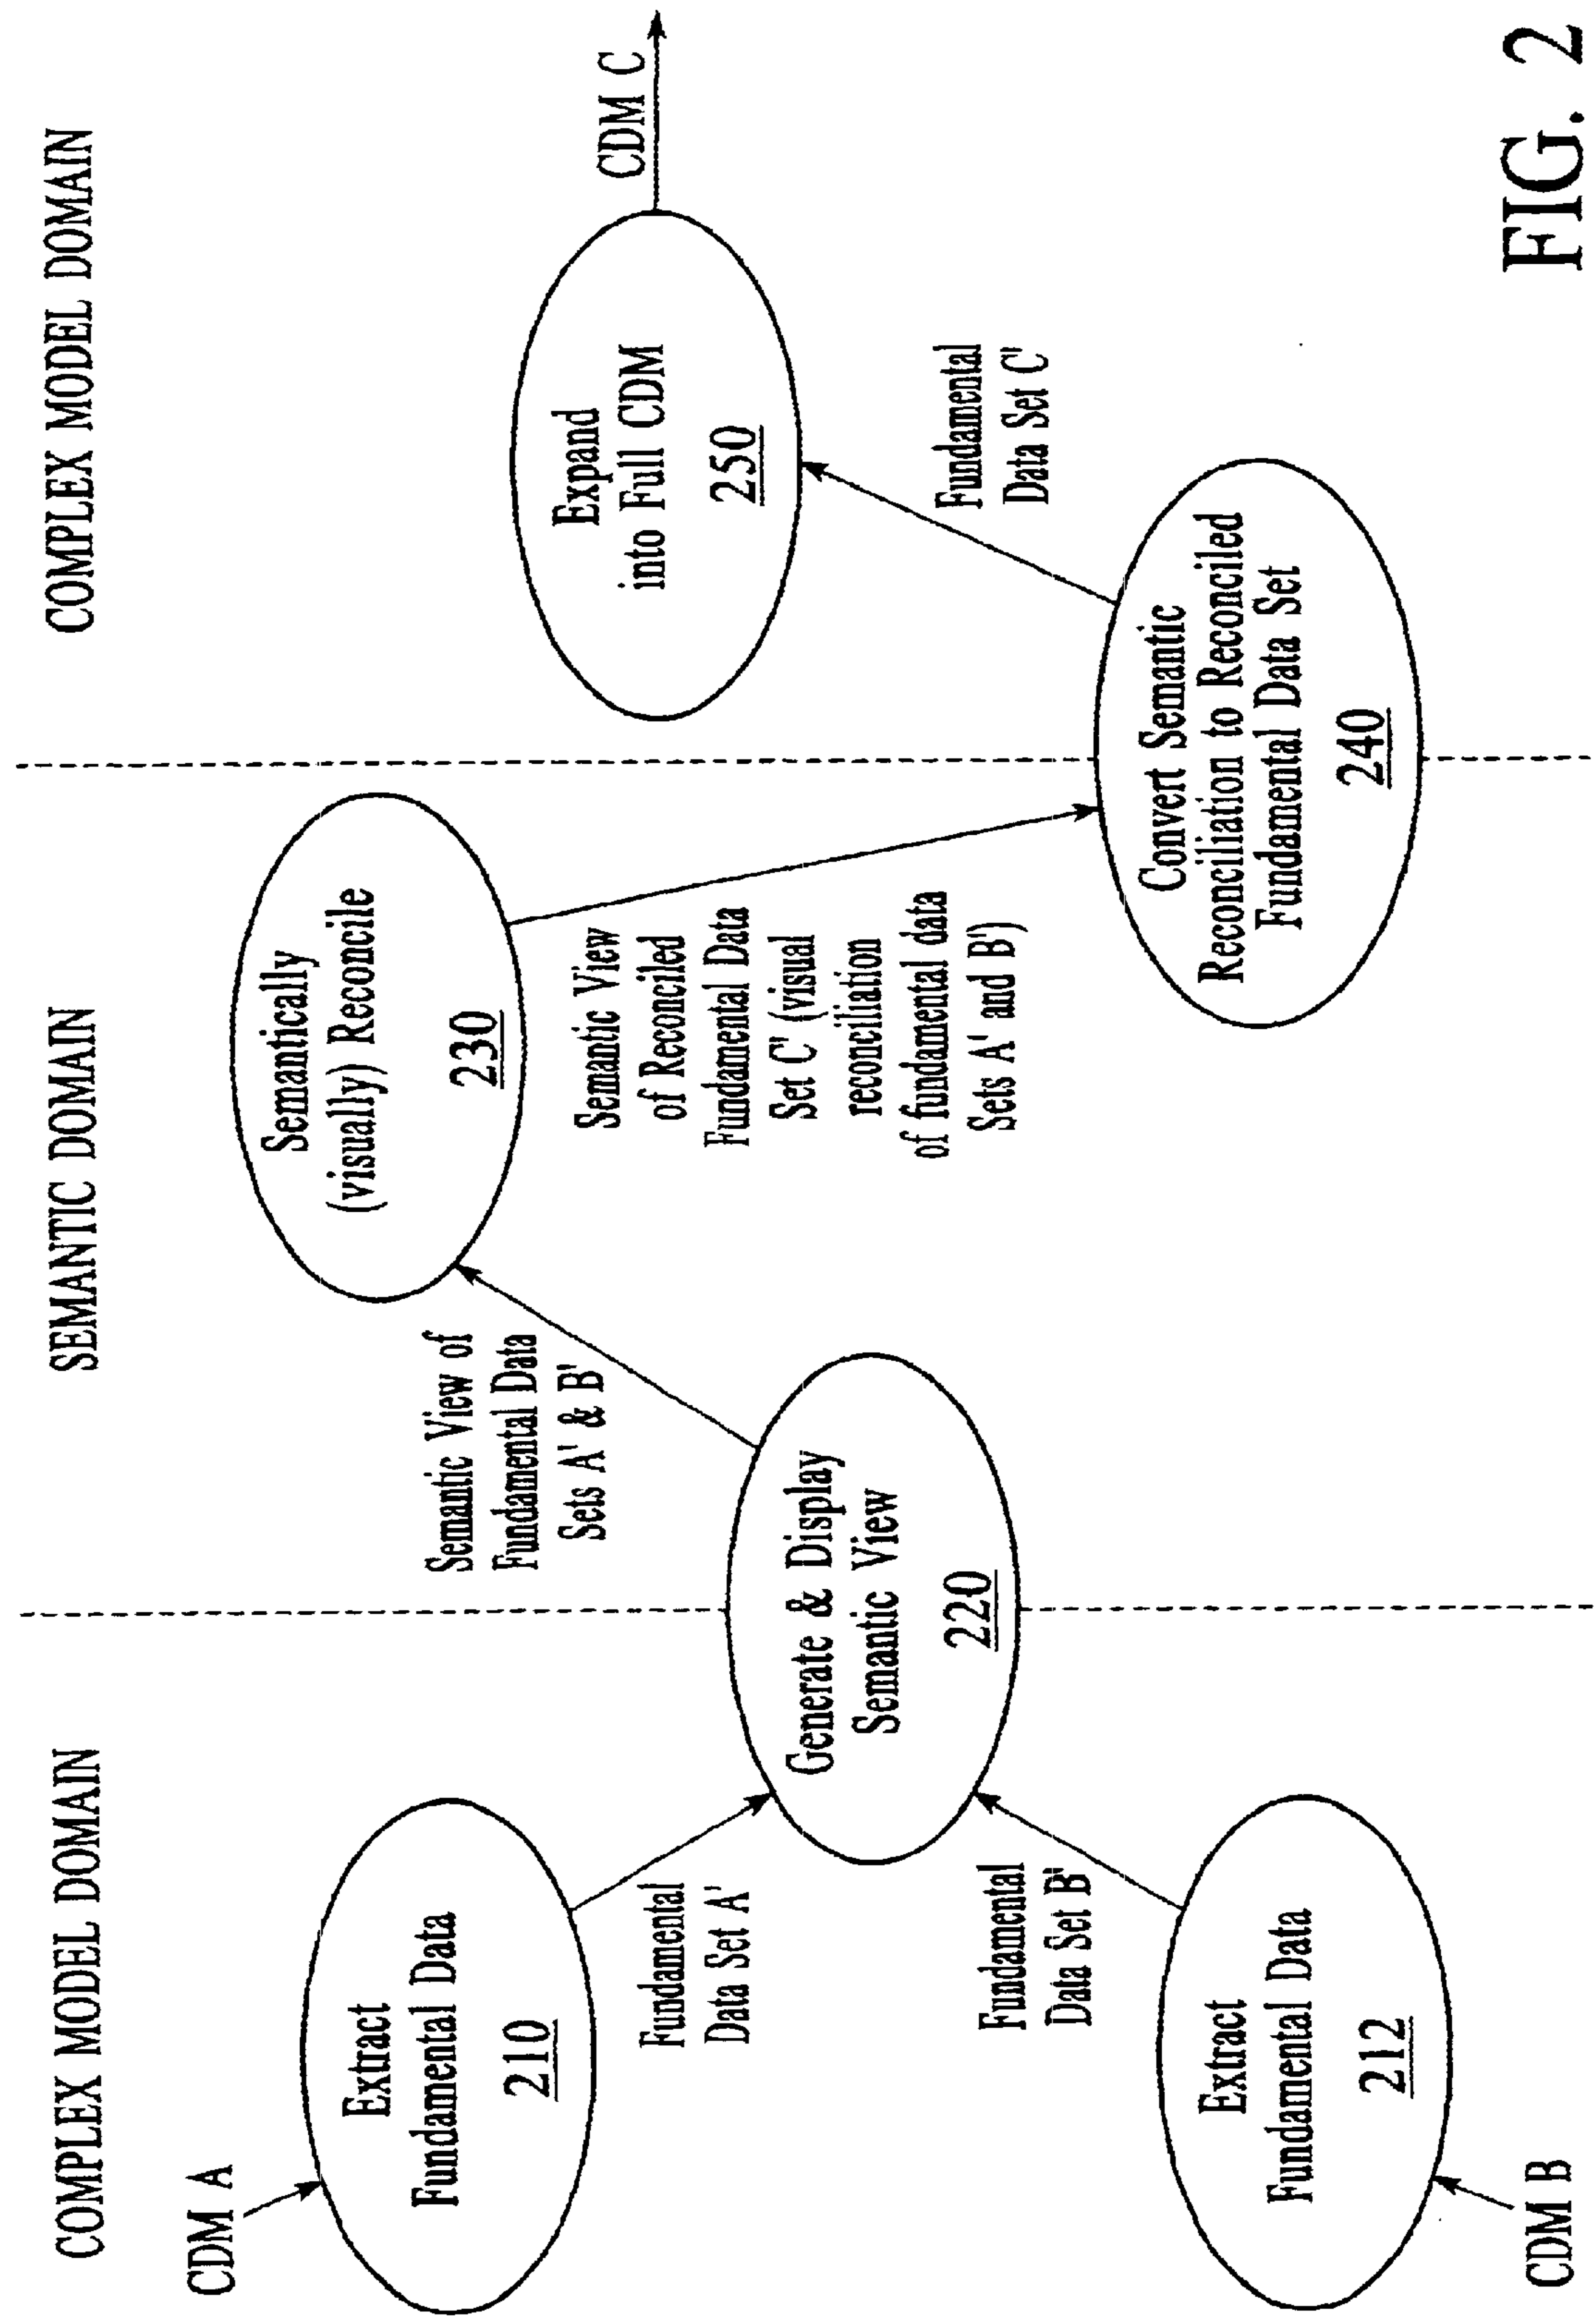 COMPLEX MODEL DOMAIN
SEMANTIC DOMAIN
COMPLEX MODEL DOMAIN
CDM A
Extract
Fundamental Data
210
Fundamental
Data Set A'
CDM B
Extract
Fundamental Data
212
Fundamental
Data Set B'
Generate & Display
Semantic View
220
Semantic View of
Fundamental Data
Sets A' & B'
Semantically
(visually) Reconcile
230
Semantic View
of Reconciled
Fundamental Data
Set C' (visual
reconciliation
of fundamental data
Sets A' and B')
Convert Semantic
Reconciliation to Reconciled
Fundamental Data Set
240
Fundamental
Data Set C'
Expand
into Full CDM
250
CDM C
FIG. 2